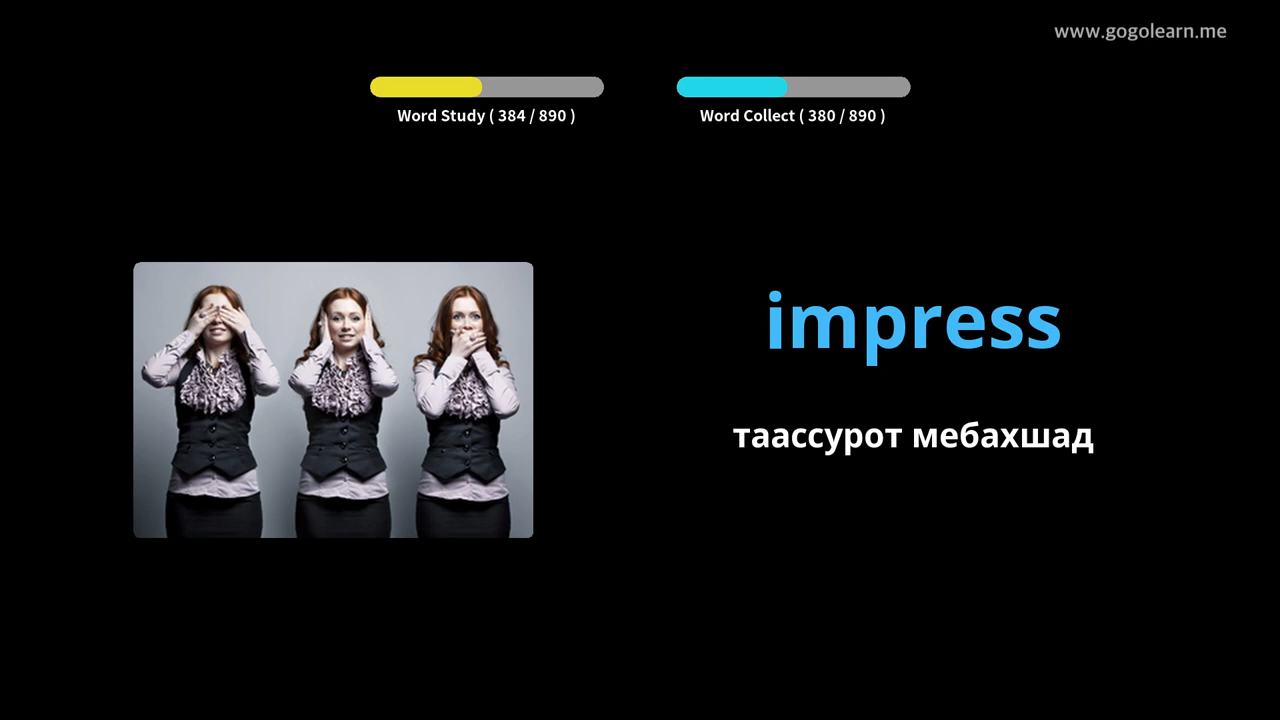 www.gogolearn.me
Word Study ( 384 / 890 )
Word Collect ( 380 / 890 )
impress
таассурот мебахшад